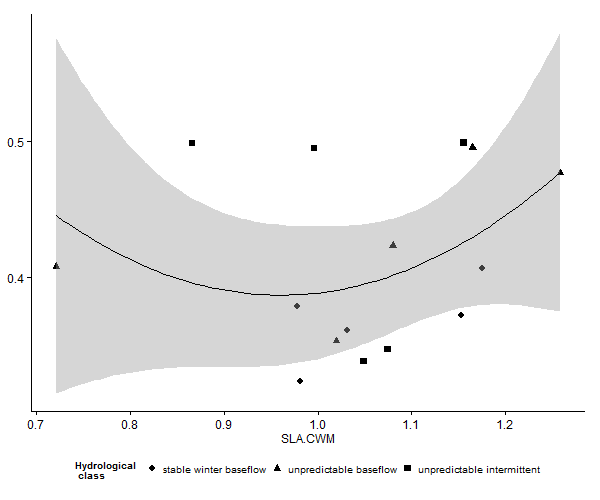 0.5
0.4
0.7 0.8 0.9 1.0 1.1 1.2
SLA.CWM
Hydrological
class
stable winter baseflow unpredictable baseflow unpredictable intermittent